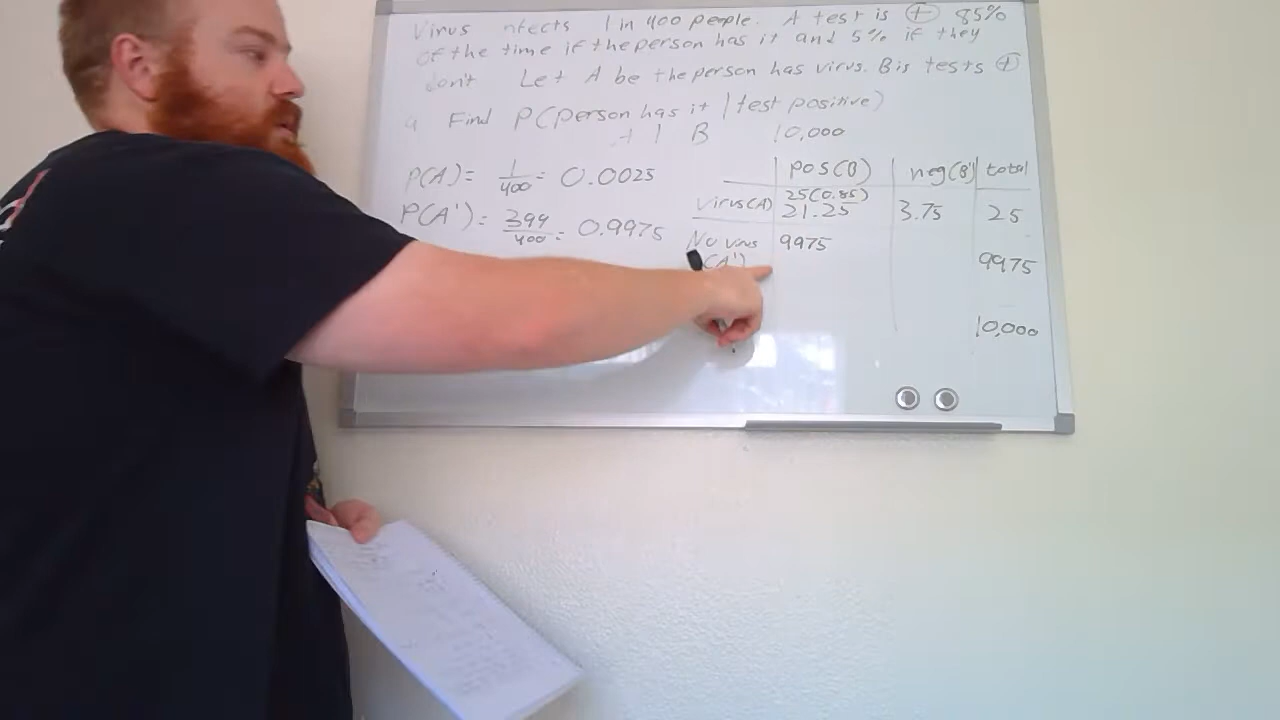 Virus nfects 1 in 400 people. A test is ⊕ 85%
of the time if the person has it and 5% if they
don't Let A be the person has virus. B is tests ⊕
a Find P(person has it | test positive)
A | B 10,000
P(A) = 1/400 = 0.0025
P(A') = 399/400 = 0.9975
pos(B) neg(B') total
Virus(A) 25(0.85) 21.25 3.75 25
No virus (A') 9975 9975
10,000